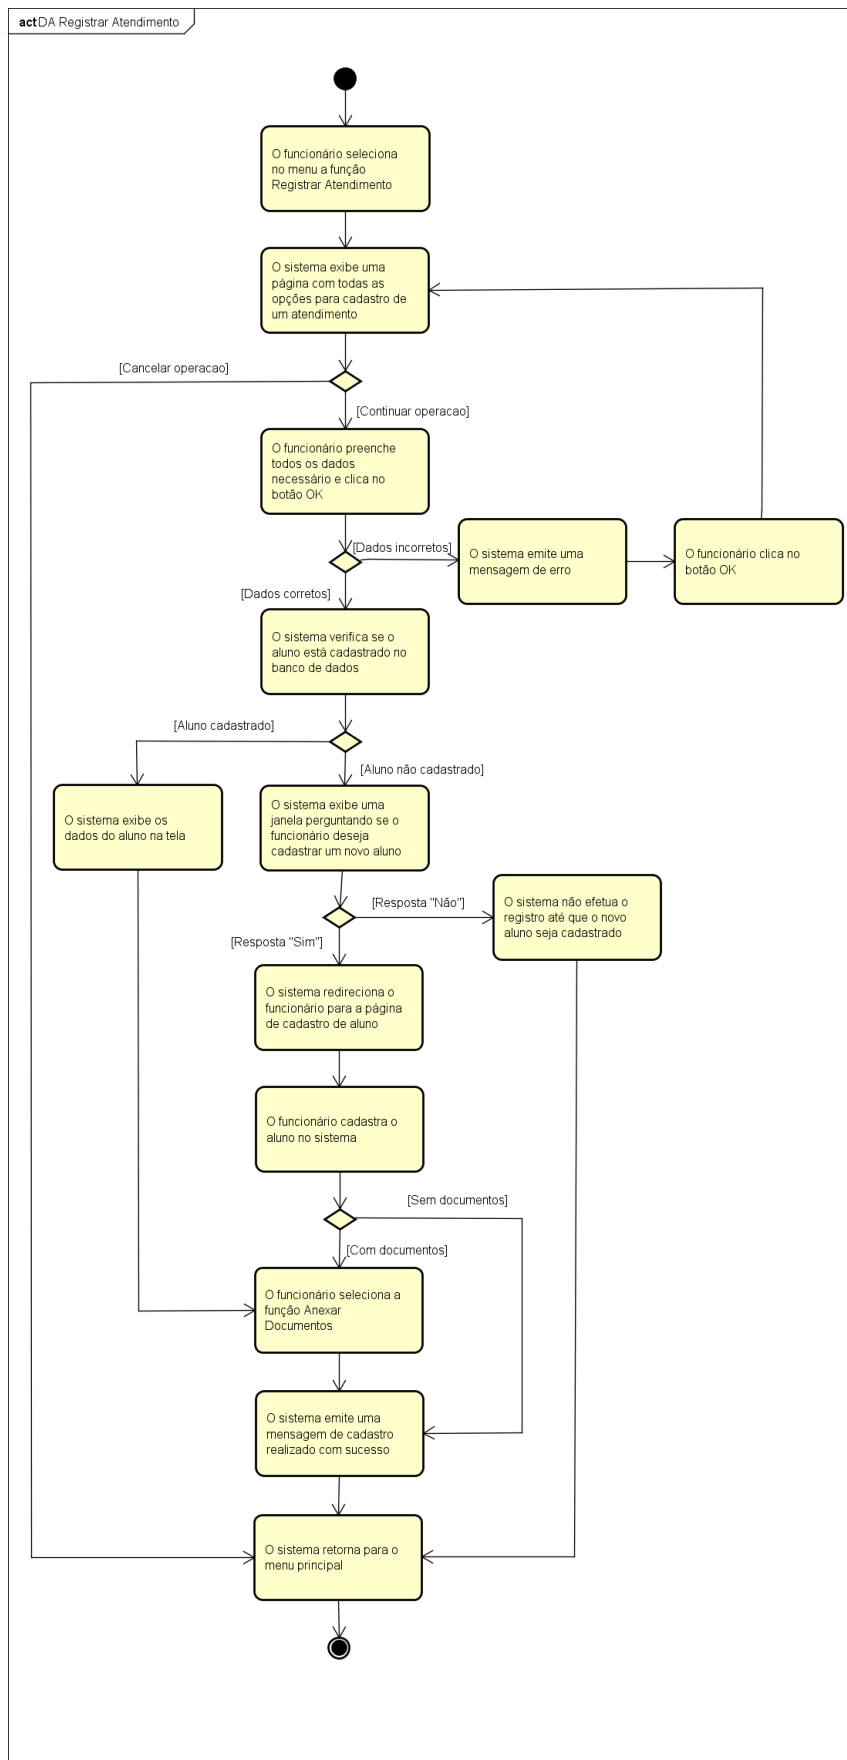 act DA Registrar Atendimento
O funcionário seleciona
no menu a função
Registrar Atendimento
O sistema exibe uma
página com todas as
opções para cadastro de
um atendimento
[Cancelar operacao]
[Continuar operacao]
O funcionário preenche
todos os dados
necessário e clica no
botão OK
[Dados incorretos]
O sistema emite uma
mensagem de erro
O funcionário clica no
botão OK
[Dados corretos]
O sistema verifica se o
aluno está cadastrado no
banco de dados
[Aluno cadastrado]
[Aluno não cadastrado]
O sistema exibe os
dados do aluno na tela
O sistema exibe uma
janela perguntando se o
funcionário deseja
cadastrar um novo aluno
[Resposta "Não"]
O sistema não efetua o
registro até que o novo
aluno seja cadastrado
[Resposta "Sim"]
O sistema redireciona o
funcionário para a página
de cadastro de aluno
O funcionário cadastra o
aluno no sistema
[Sem documentos]
[Com documentos]
O funcionário seleciona a
função Anexar
Documentos
O sistema emite uma
mensagem de cadastro
realizado com sucesso
O sistema retorna para o
menu principal